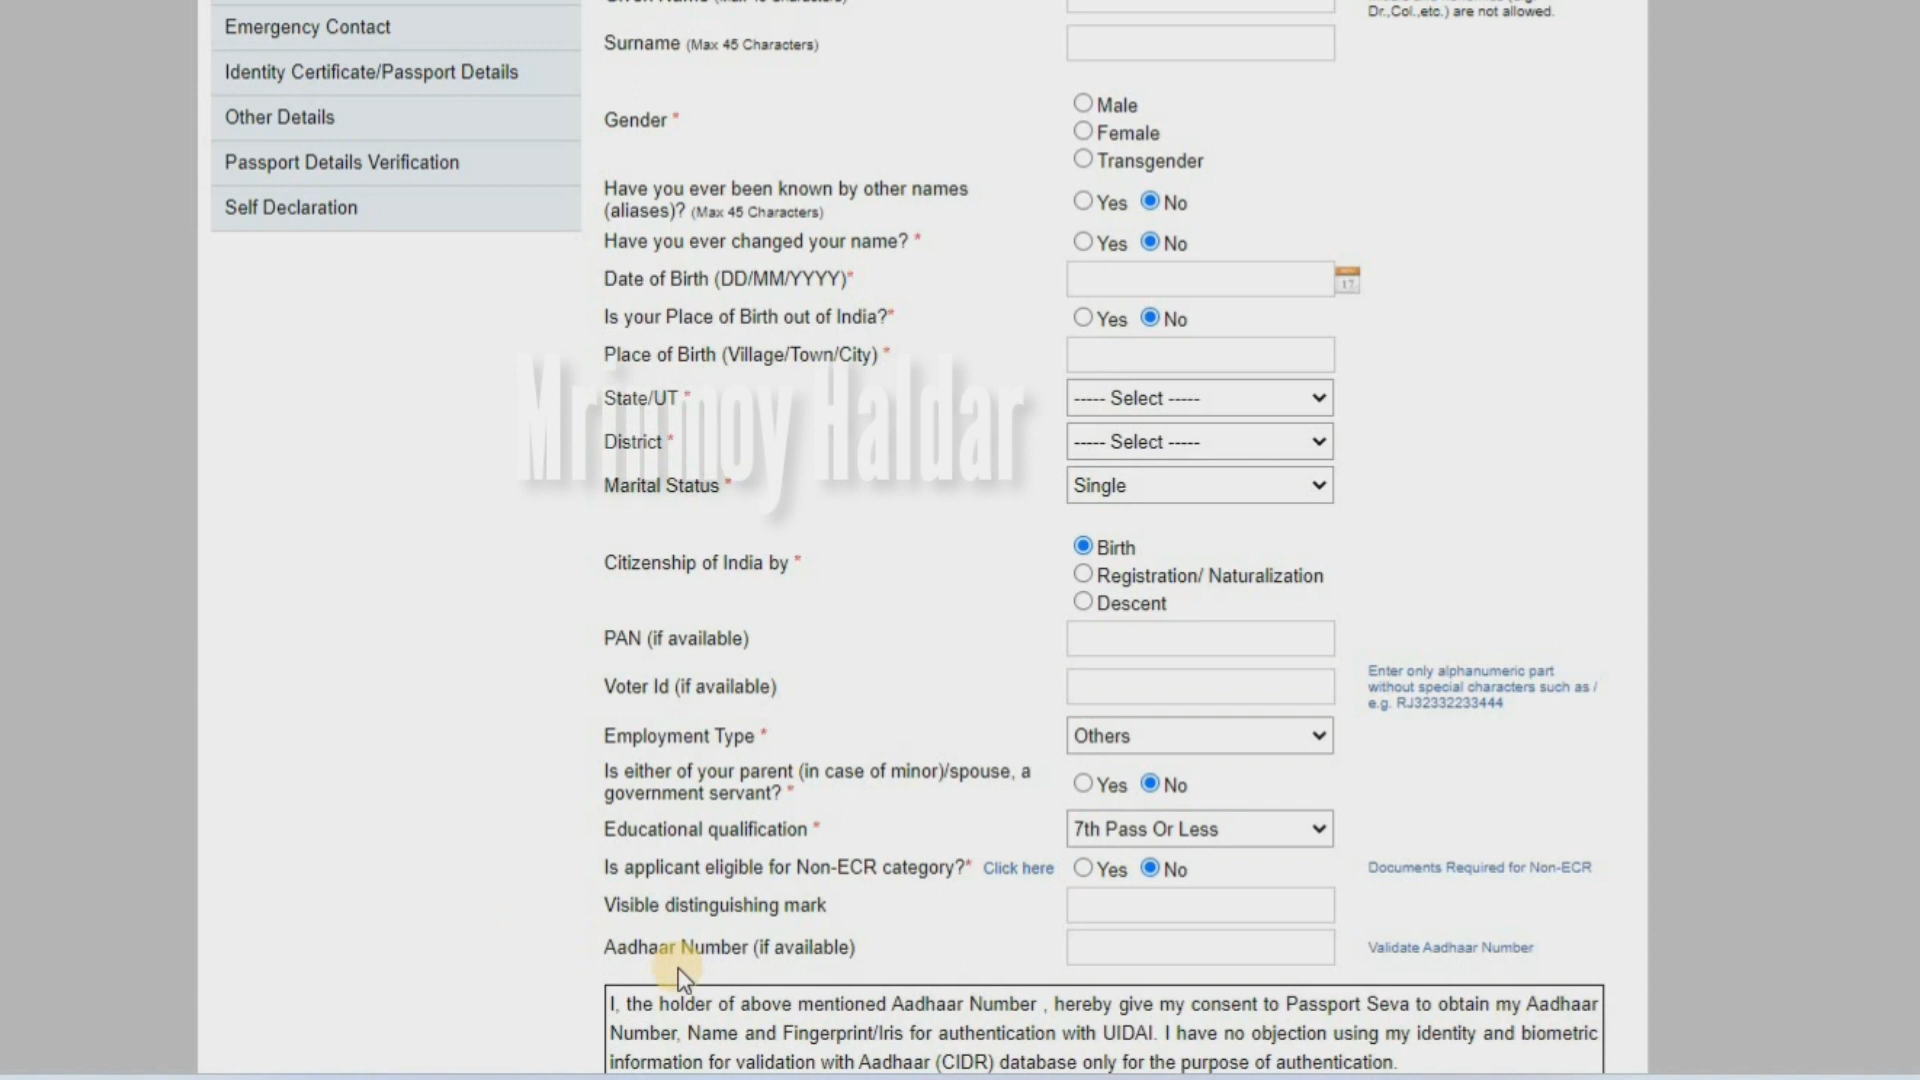 Dr.,Col.,etc.) are not allowed.
Emergency Contact
Surname (Max 45 Characters)
Identity Certificate/Passport Details
Other Details
Passport Details Verification
Self Declaration
Gender *
Male
Female
Transgender
Have you ever been known by other names
(aliases)? (Max 45 Characters)
Yes No
Have you ever changed your name? * Yes No
Date of Birth (DD/MM/YYYY)*
17
Is your Place of Birth out of India?* Yes No
Place of Birth (Village/Town/City) *
State/UT * ----- Select -----
Mrinmoy Haldar
District * ----- Select -----
Marital Status * Single
Citizenship of India by *
Birth
Registration/ Naturalization
Descent
PAN (if available)
Voter Id (if available)
Enter only alphanumeric part
without special characters such as /
e.g. RJ32332233444
Employment Type * Others
Is either of your parent (in case of minor)/spouse, a
government servant? *
Yes No
Educational qualification * 7th Pass Or Less
Is applicant eligible for Non-ECR category?* Click here Yes No Documents Required for Non-ECR
Visible distinguishing mark
Aadhaar Number (if available) Validate Aadhaar Number
I, the holder of above mentioned Aadhaar Number , hereby give my consent to Passport Seva to obtain my Aadhaar
Number, Name and Fingerprint/Iris for authentication with UIDAI. I have no objection using my identity and biometric
information for validation with Aadhaar (CIDR) database only for the purpose of authentication.